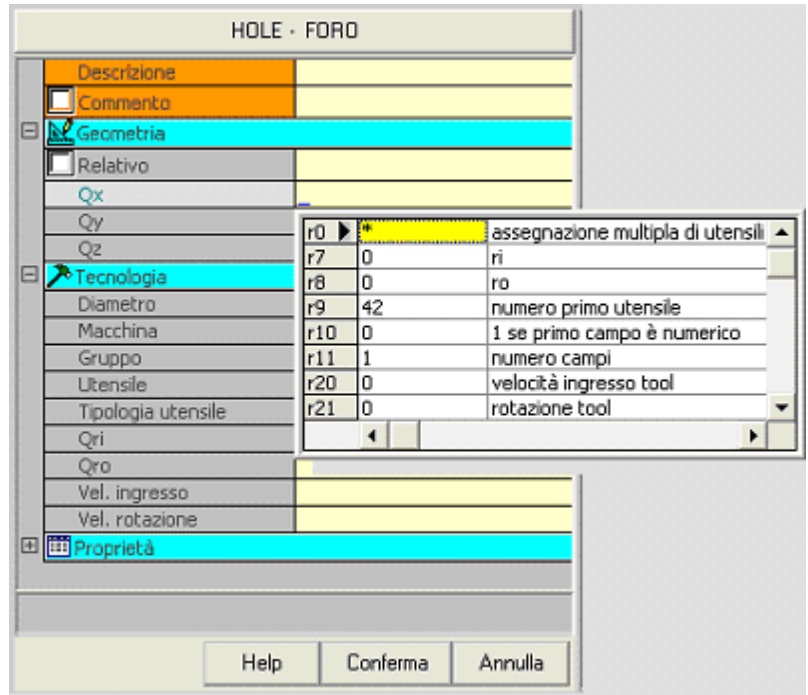 HOLE - FORO
Descrizione
Commento
Geometria
Relativo
Qx
Qy
Qz
Tecnologia
Diametro
Macchina
Gruppo
Utensile
Tipologia utensile
Qri
Qro
Vel. ingresso
Vel. rotazione
Proprietà
r0 * assegnazione multipla di utensili
r7 0 ri
r8 0 ro
r9 42 numero primo utensile
r10 0 1 se primo campo è numerico
r11 1 numero campi
r20 0 velocità ingresso tool
r21 0 rotazione tool
Help Conferma Annulla